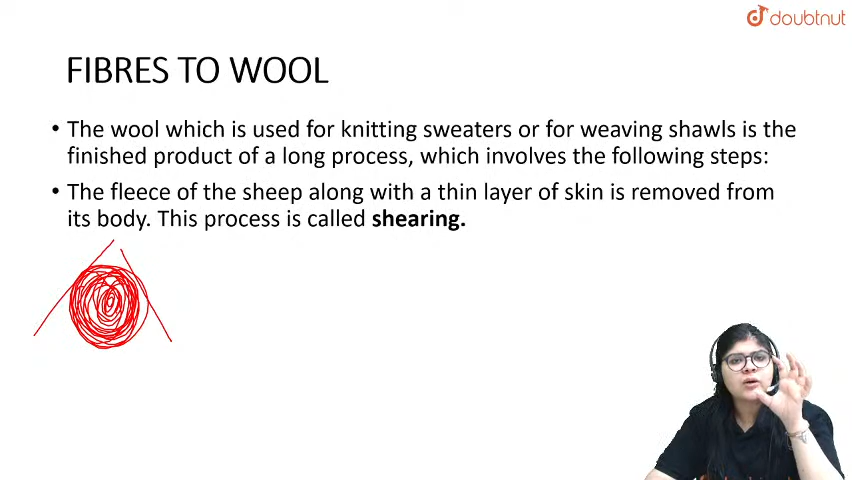 doubtnut
FIBRES TO WOOL
• The wool which is used for knitting sweaters or for weaving shawls is the
finished product of a long process, which involves the following steps:
• The fleece of the sheep along with a thin layer of skin is removed from
its body. This process is called shearing.